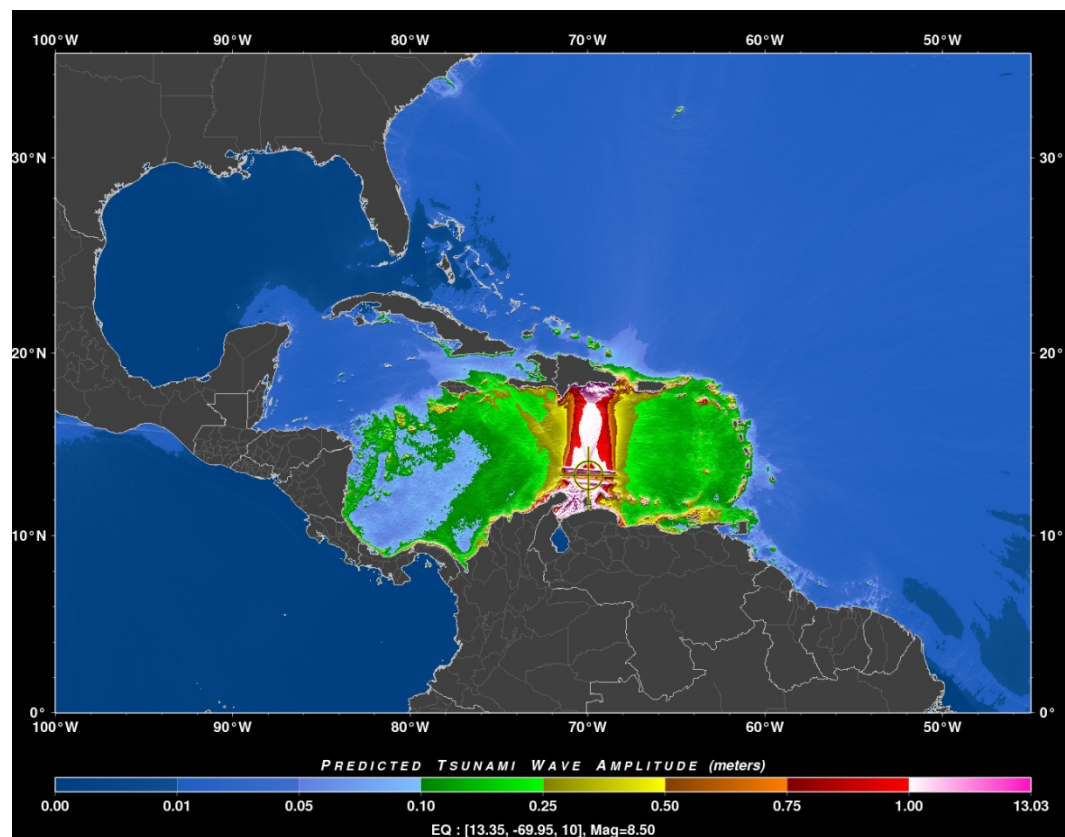 100°W 90°W 80°W 70°W 60°W 50°W
30°N 30°
20°N 20°
10°N 10°
0° 0°
100°W 90°W 80°W 70°W 60°W 50°W
PREDICTED TSUNAMI WAVE AMPLITUDE (meters)
0.00 0.01 0.05 0.10 0.25 0.50 0.75 1.00 13.03
EQ : [13.35, -69.95, 10], Mag=8.50